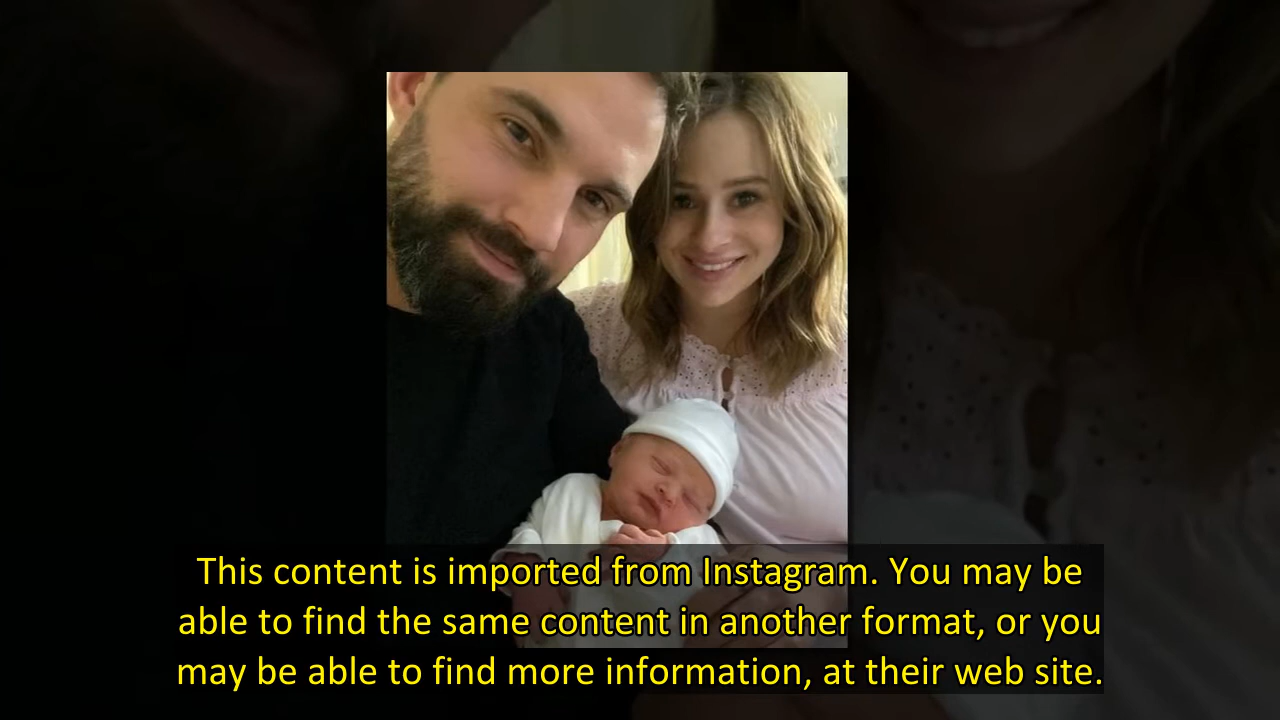 This content is imported from Instagram. You may be
able to find the same content in another format, or you
may be able to find more information, at their web site.